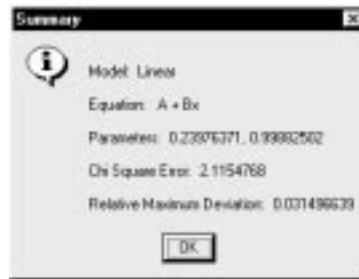 Summary
Model: Linear
Equation: A + Bx
Parameters: 0.23976371, 0.99882502
Chi Square Error: 2.1154768
Relative Maximum Deviation: 0.031496639
OK